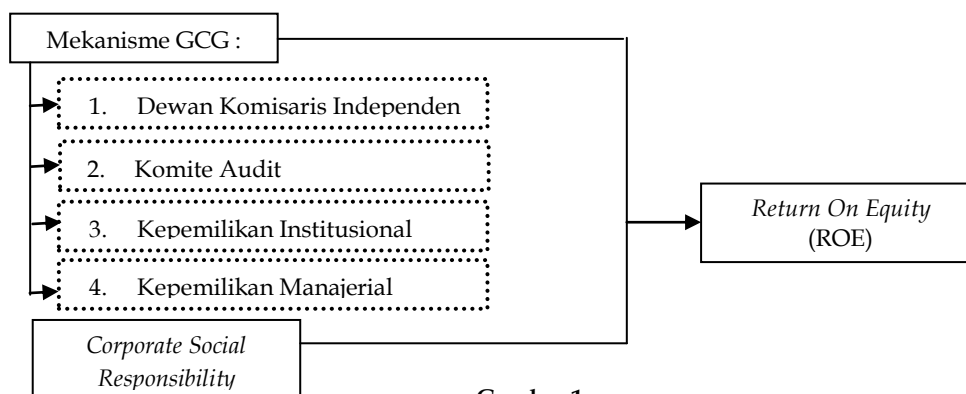 Mekanisme GCG :
1. Dewan Komisaris Independen
2. Komite Audit
3. Kepemilikan Institusional
4. Kepemilikan Manajerial
Return On Equity
(ROE)
Corporate Social
Responsibility